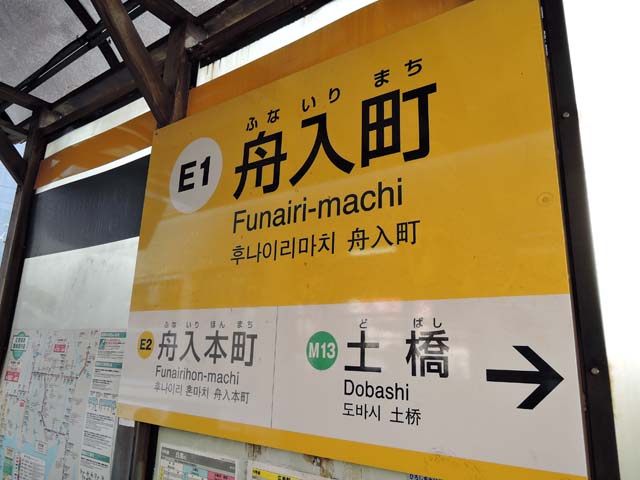 ふな いり まち
E1 舟入町
Funairi-machi
후나이리마치 舟入町
ふな いり ほん まち
E2 舟入本町
Funairihon-machi
후나이리 혼마치 舟入本町
ど ばし
M13 土橋
Dobashi
도바시 土桥